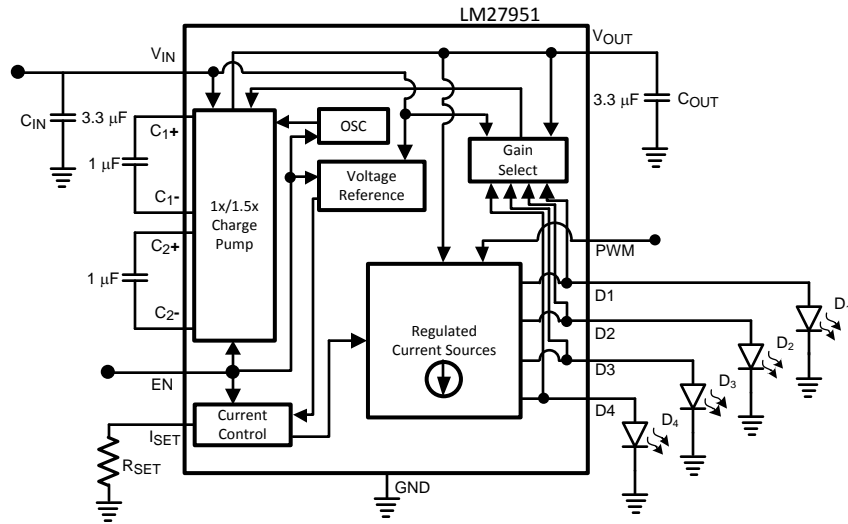 LM27951
VIN
VOUT
CIN
3.3 µF
C1+
1 µF
C1-
C2+
1 µF
C2-
1x/1.5x
Charge
Pump
OSC
Voltage
Reference
Gain
Select
3.3 µF
COUT
PWM
Regulated
Current Sources
D1
D2
D3
D4
D2
D3
D4
EN
ISET
Current
Control
RSET
GND